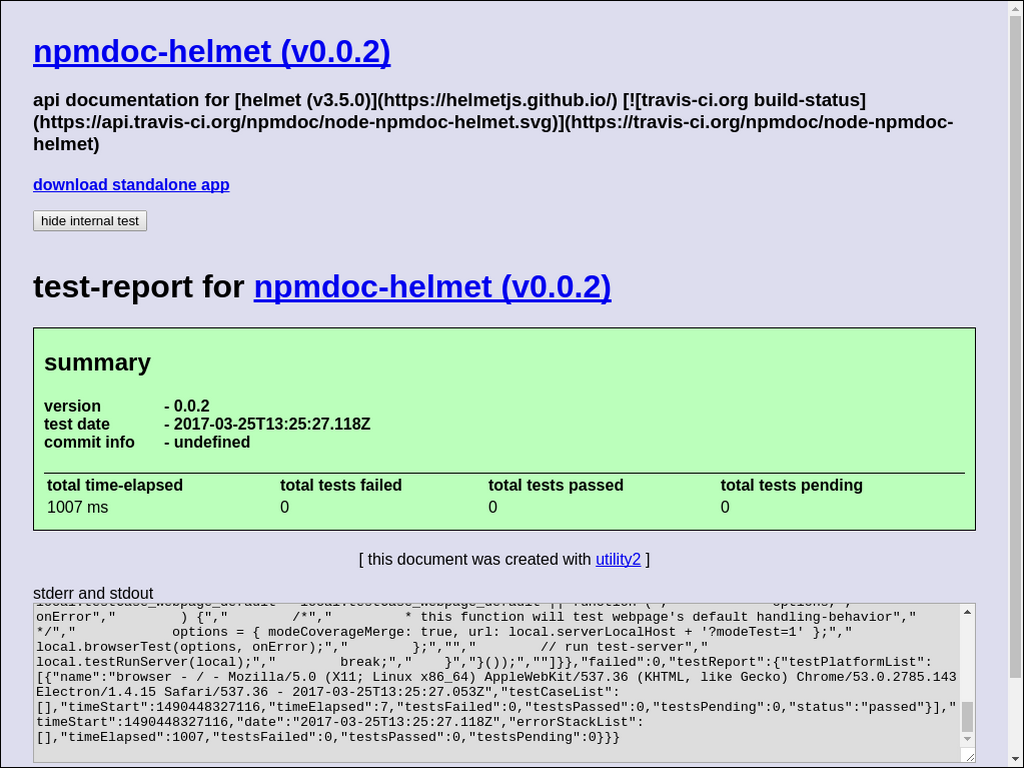 npmdoc-helmet (v0.0.2)
api documentation for [helmet (v3.5.0)](https://helmetjs.github.io/) [![travis-ci.org build-status]
(https://api.travis-ci.org/npmdoc/node-npmdoc-helmet.svg)](https://travis-ci.org/npmdoc/node-npmdoc-
helmet)
download standalone app
hide internal test
test-report for npmdoc-helmet (v0.0.2)
summary
version - 0.0.2
test date - 2017-03-25T13:25:27.118Z
commit info - undefined
total time-elapsed total tests failed total tests passed total tests pending
1007 ms 0 0 0
[ this document was created with utility2 ]
stderr and stdout
onError","        ) {","        /*","         * this function will test webpage's default handling-behavior","
*/","            options = { modeCoverageMerge: true, url: local.serverLocalHost + '?modeTest=1' };","
local.browserTest(options, onError);","        };","","        // run test-server","
local.testRunServer(local);","        break;","    }","}());",""]}},"failed":0,"testReport":{"testPlatformList":
[{"name":"browser - / - Mozilla/5.0 (X11; Linux x86_64) AppleWebKit/537.36 (KHTML, like Gecko) Chrome/53.0.2785.143
Electron/1.4.15 Safari/537.36 - 2017-03-25T13:25:27.053Z","testCaseList":
[],"timeStart":1490448327116,"timeElapsed":7,"testsFailed":0,"testsPassed":0,"testsPending":0,"status":"passed"}],"
timeStart":1490448327116,"date":"2017-03-25T13:25:27.118Z","errorStackList":
[],"timeElapsed":1007,"testsFailed":0,"testsPassed":0,"testsPending":0}}}